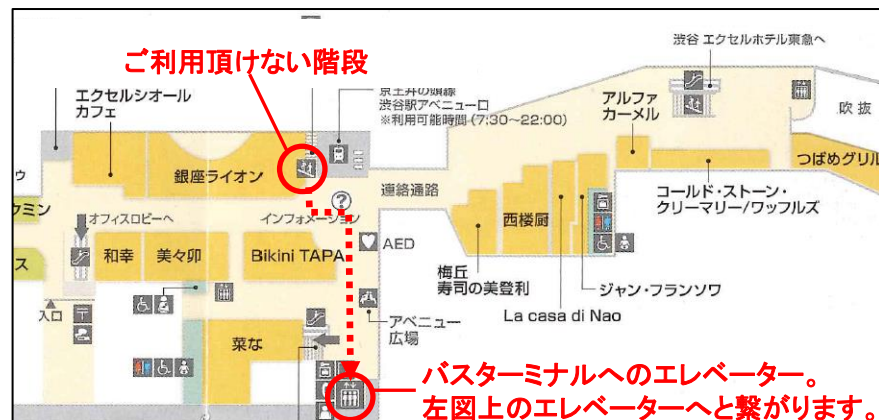 ご利用頂けない階段
渋谷 エクセルホテル東急へ
エクセルシオール
カフェ
京王井の頭線
渋谷駅アベニュー口
※利用可能時間(7:30～22:00)
アルファ
カーメル
吹抜
つばめグリル
銀座ライオン
連絡通路
コールド・ストーン・
クリーマリー/ワッフルズ
ウ
クミン
オフィスロビーへ
インフォメーション
?
西楼厨
和幸
美々卯
Bikini TAPA
AED
ス
梅丘
寿司の美登利
ジャン・フランソワ
La casa di Nao
入口
〒
菜な
アベニュー
広場
バスターミナルへのエレベーター。
左図上のエレベーターへと繋がります。